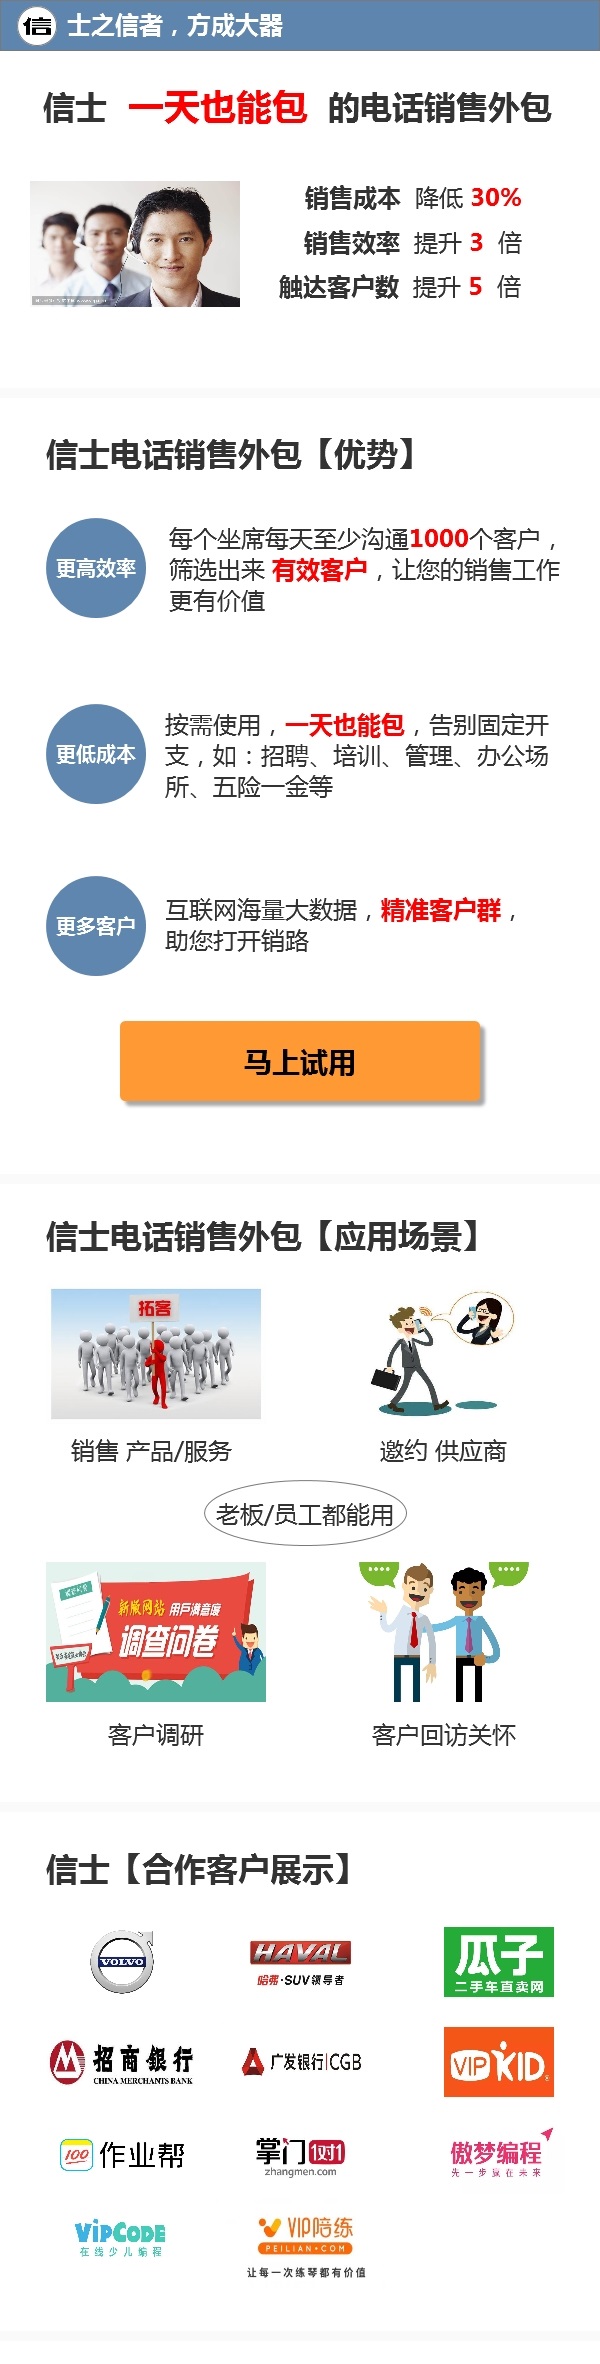 信 士之信者，方成大器
信士 一天也能包 的电话销售外包
销售成本 降低 30%
销售效率 提升 3 倍
触达客户数 提升 5 倍
信士电话销售外包【优势】
更高效率
每个坐席每天至少沟通1000个客户，
筛选出来 有效客户，让您的销售工作
更有价值
更低成本
按需使用，一天也能包，告别固定开
支，如：招聘、培训、管理、办公场
所、五险一金等
更多客户
互联网海量大数据，精准客户群，
助您打开销路
马上试用
信士电话销售外包【应用场景】
拓客
销售 产品/服务
邀约 供应商
老板/员工都能用
新版网站 用戶满意度
调查问卷
客户调研
客户回访关怀
信士【合作客户展示】
VOLVO
HAVAL
哈弗·SUV领导者
瓜子
二手车直卖网
招商银行
CHINA MERCHANTS BANK
广发银行|CGB
VIPKID
100 作业帮
掌门1对1
zhangmen.com
傲梦编程
先一步赢在未来
VIPCODE
在线少儿编程
VIP陪练
PEILIAN·COM
让每一次练琴都有价值